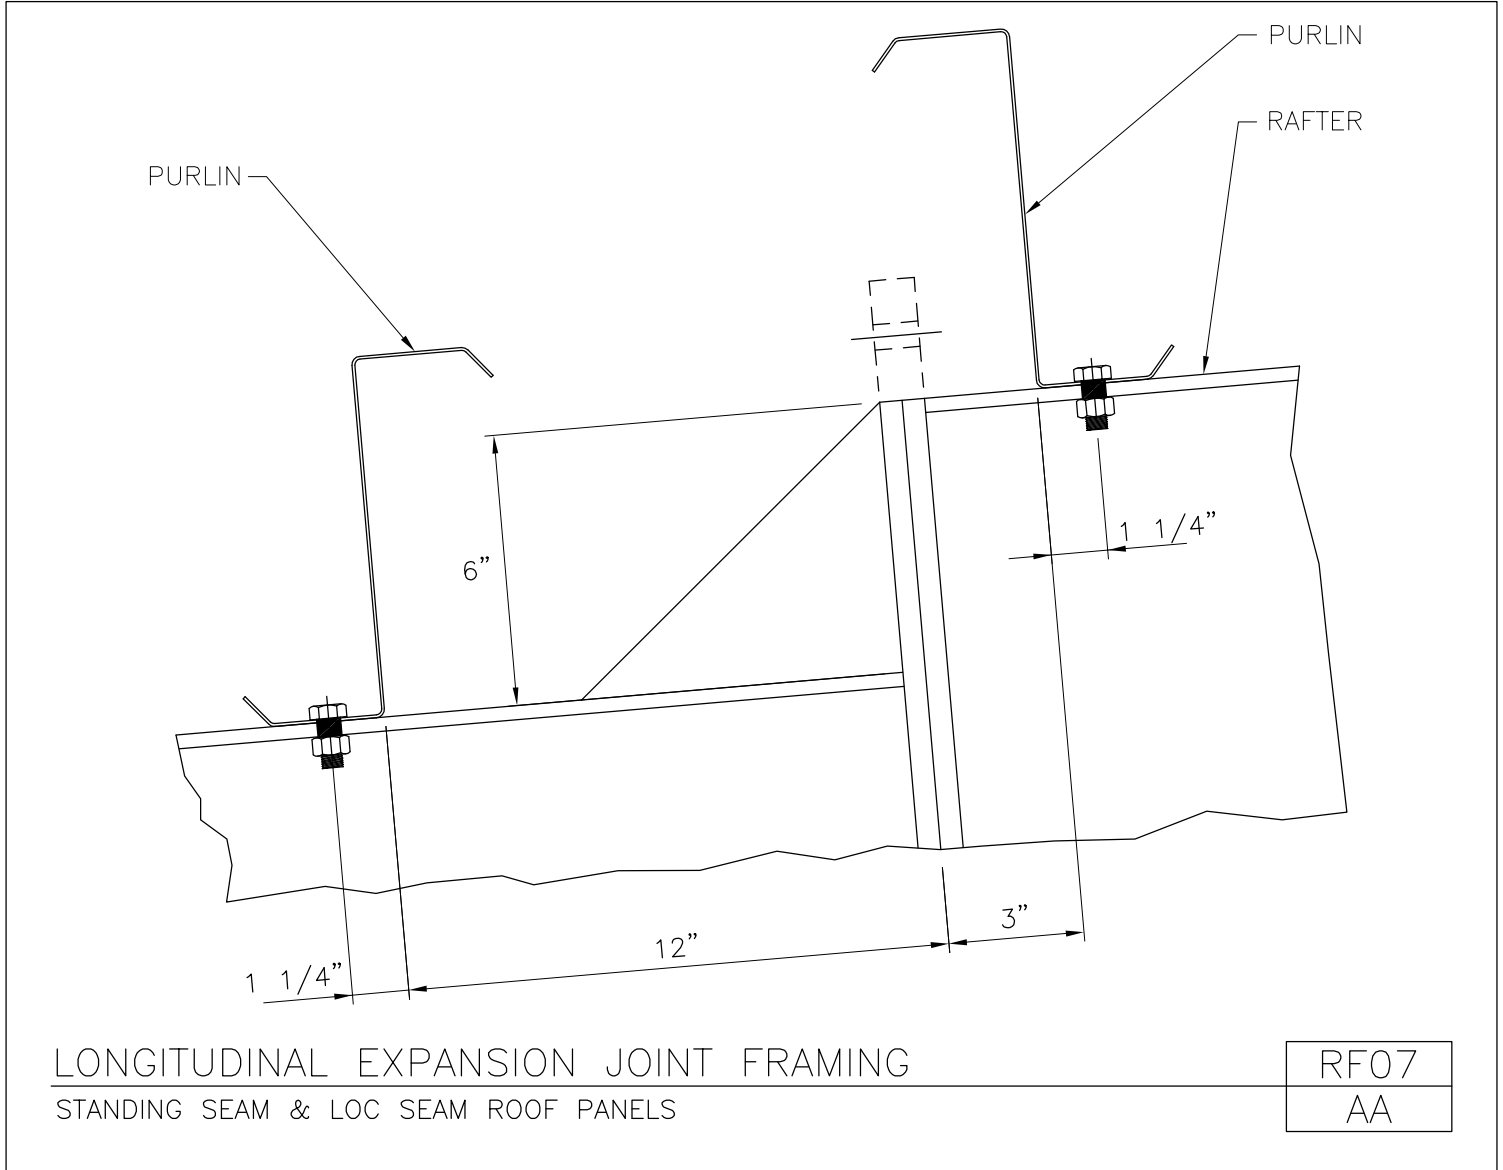 PURLIN
RAFTER
PURLIN
6”
1 1/4”
3”
12”
1 1/4”
LONGITUDINAL EXPANSION JOINT FRAMING
RF07
STANDING SEAM & LOC SEAM ROOF PANELS
AA